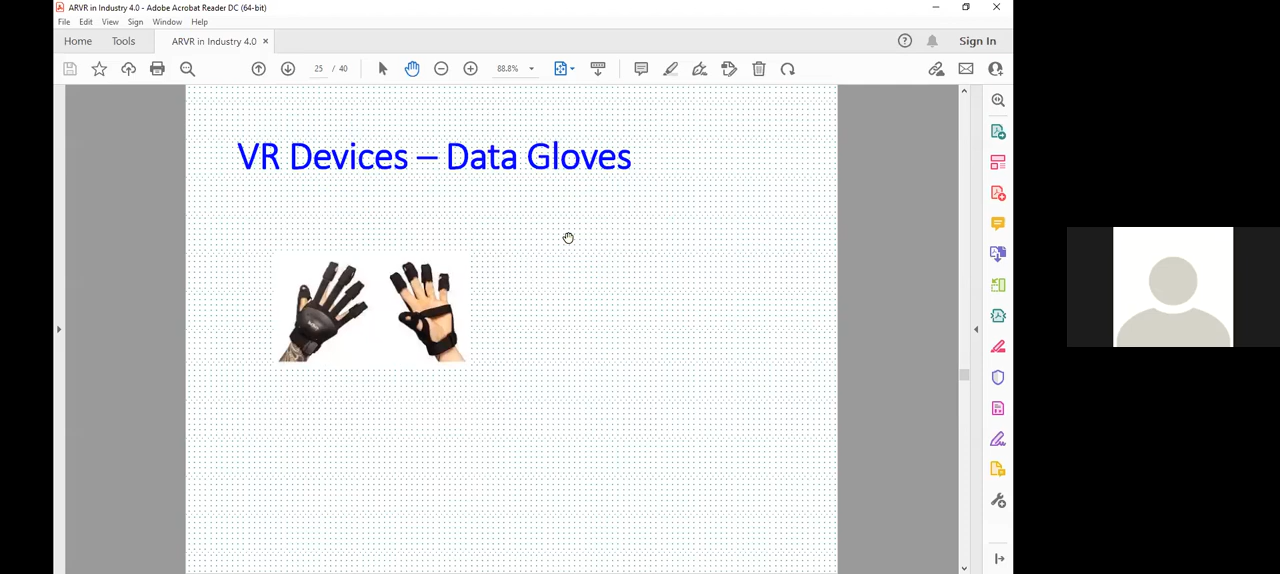 ARVR in Industry 4.0 - Adobe Acrobat Reader DC (64-bit)
File Edit View Sign Window Help
Home Tools ARVR in Industry 4.0 × Sign In
25 / 40 88.8%
VR Devices – Data Gloves